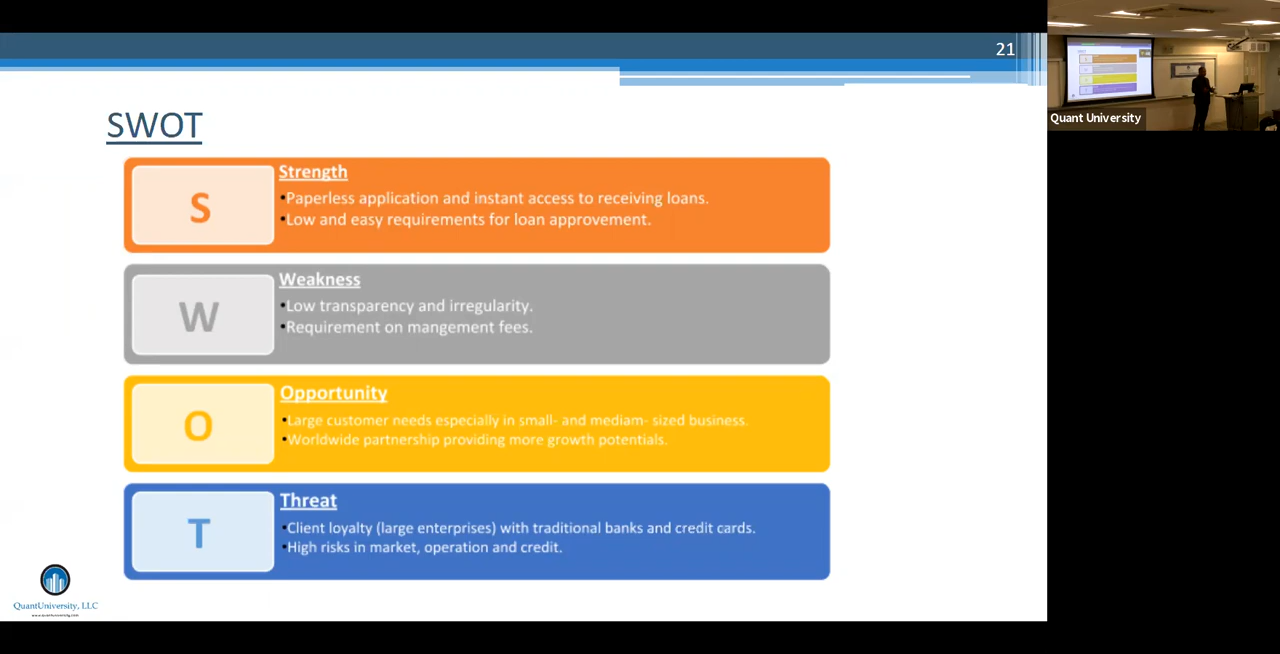 21
SWOT
S
Strength
•Paperless application and instant access to receiving loans.
•Low and easy requirements for loan approvement.
W
Weakness
•Low transparency and irregularity.
•Requirement on mangement fees.
O
Opportunity
•Large customer needs especially in small- and mediam- sized business.
•Worldwide partnership providing more growth potentials.
T
Threat
•Client loyalty (large enterprises) with traditional banks and credit cards.
•High risks in market, operation and credit.
QuantUniversity, LLC
www.quantuniversity.com
Quant University